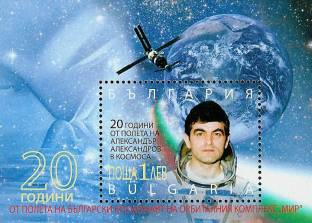 БЪЛГАРИЯ
20 ГОДИНИ
ОТ ПОЛЕТА НА
АЛЕКСАНДЪР
АЛЕКСАНДРОВ
В КОСМОСА
ПОЩА 1 ЛЕВ
BULGARIA
20
ГОДИНИ
ОТ ПОЛЕТА НА БЪЛГАРСКИ КОСМОНАВТ НА ОРБИТАЛНИЯ КОМПЛЕКС „МИР"